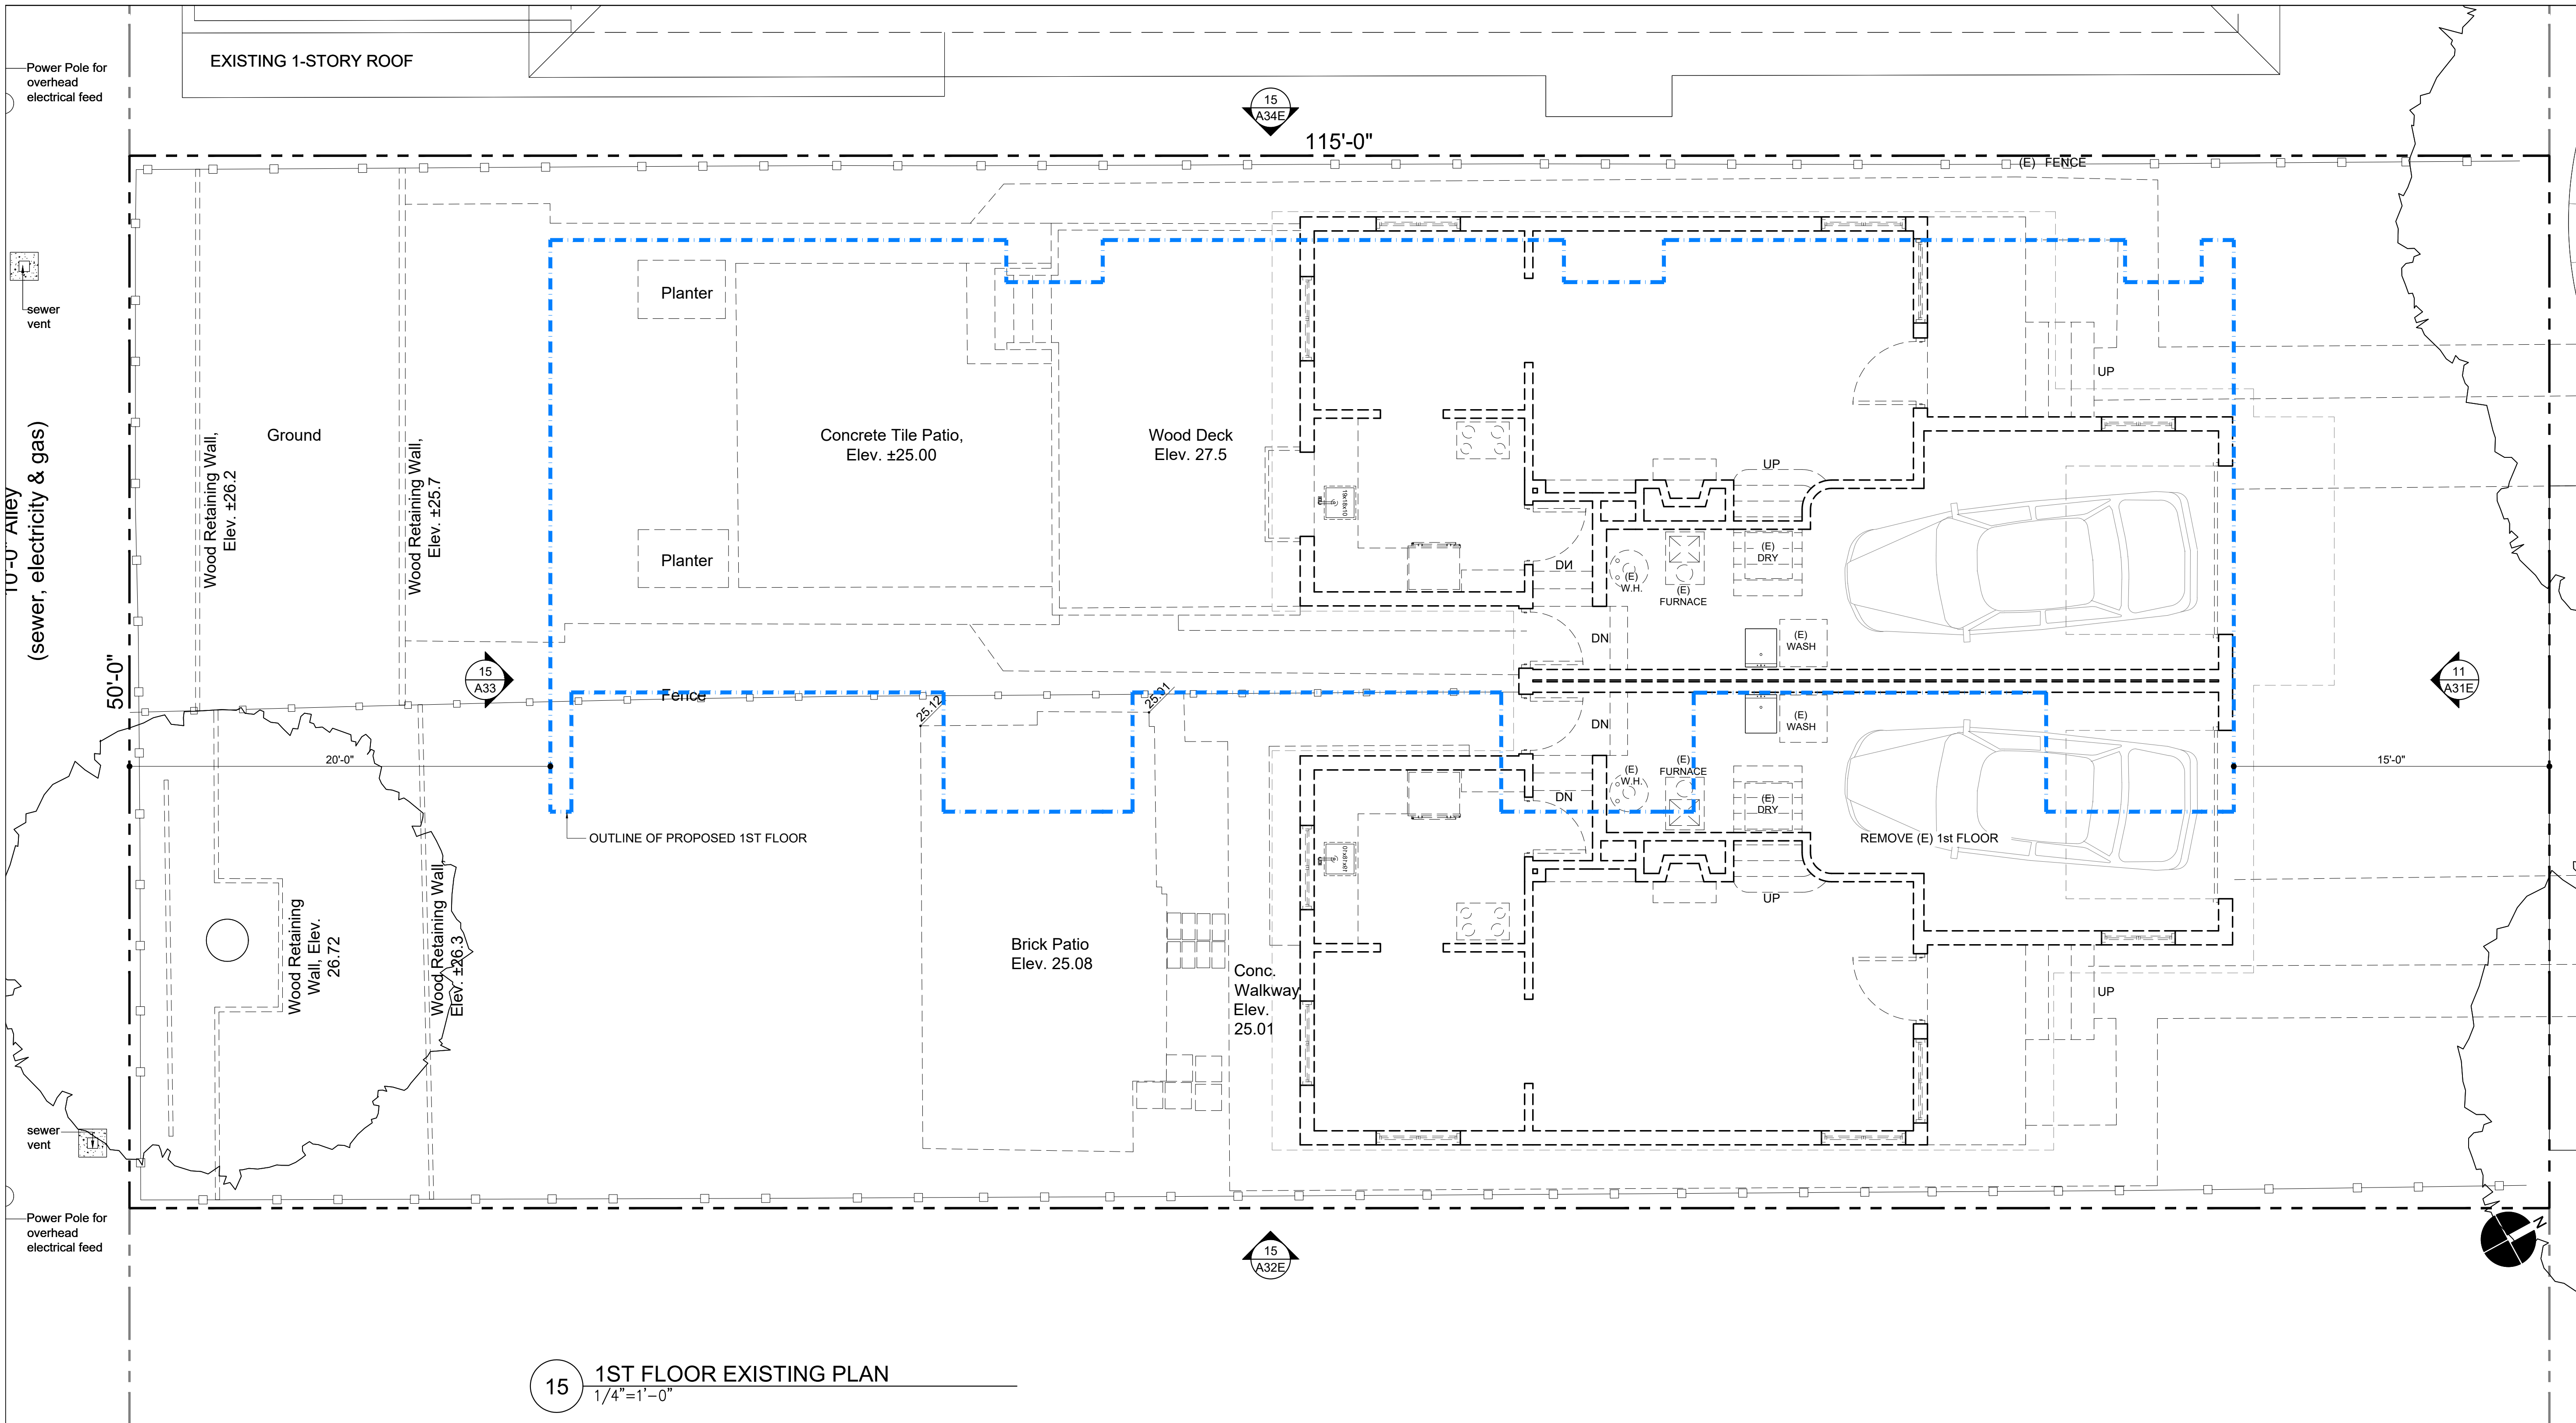 EXISTING 1-STORY ROOF
Power Pole for
overhead
electrical feed
15
A34E
115'-0"
(E) FENCE
sewer
vent
10'-0" Alley
(sewer, electricity & gas)
50'-0"
Planter
Ground
Wood Retaining Wall,
Elev. ±26.2
Wood Retaining Wall,
Elev. ±25.7
Concrete Tile Patio,
Elev. ±25.00
Wood Deck
Elev. 27.5
Planter
UP
UP
DN
(E)
W.H.
(E)
FURNACE
(E)
DRY
DN
(E)
WASH
15
A33
11
A31E
Fence
25.12
25.01
DN
(E)
WASH
20'-0"
15'-0"
(E)
W.H.
(E)
FURNACE
DN
(E)
DRY
OUTLINE OF PROPOSED 1ST FLOOR
REMOVE (E) 1st FLOOR
UP
UP
Wood Retaining
Wall, Elev.
26.72
Wood Retaining Wall,
Elev. ±26.3
Brick Patio
Elev. 25.08
Conc.
Walkway
Elev.
25.01
sewer
vent
Power Pole for
overhead
electrical feed
15
A32E
N
15
1ST FLOOR EXISTING PLAN
1/4"=1'-0"